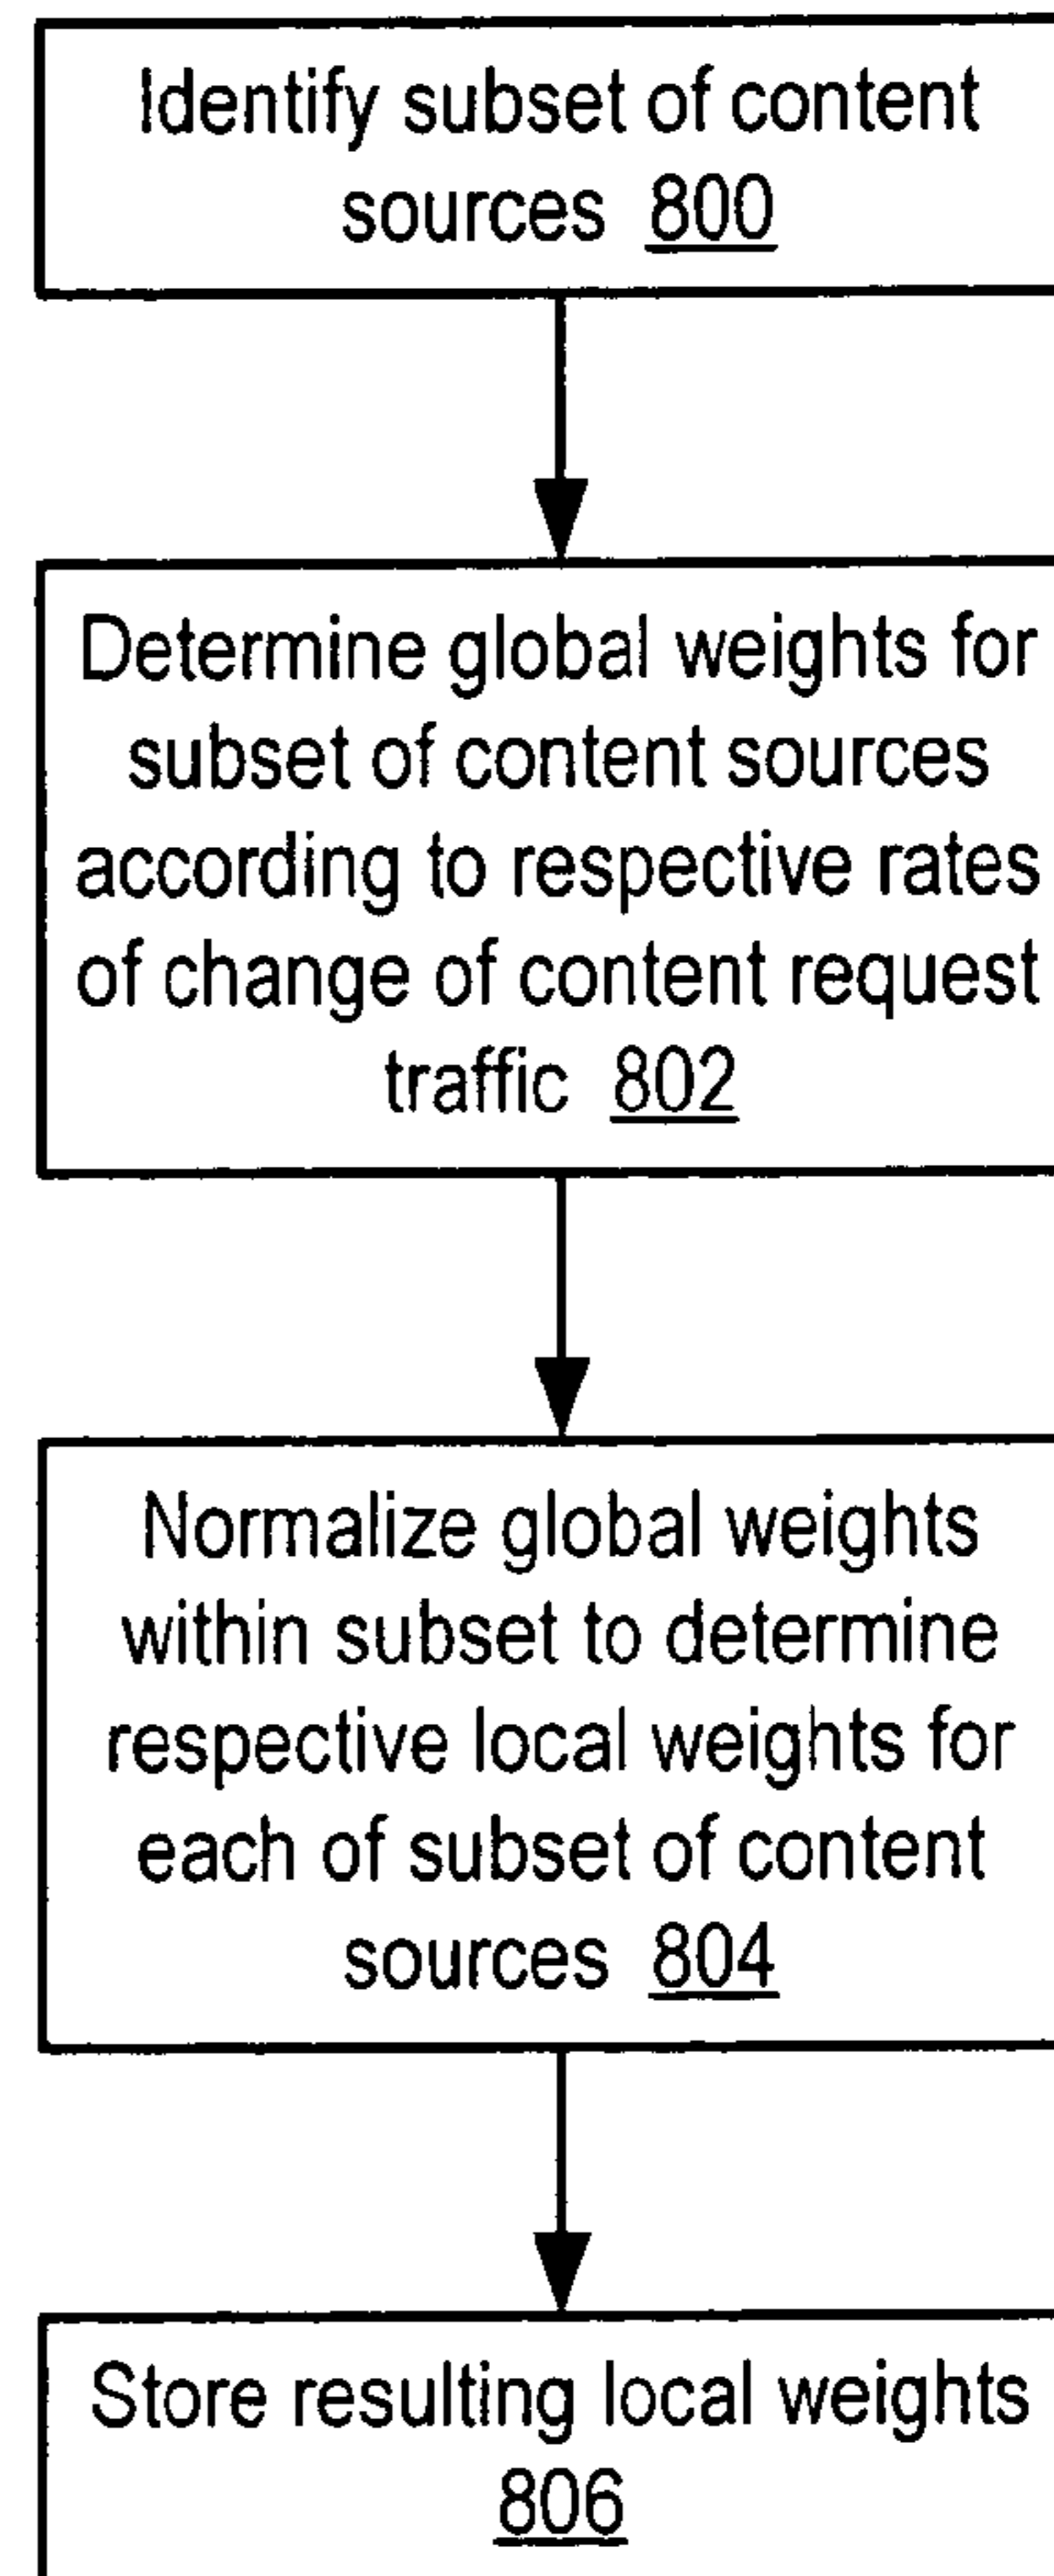 Identify subset of content
sources 800
Determine global weights for
subset of content sources
according to respective rates
of change of content request
traffic 802
Normalize global weights
within subset to determine
respective local weights for
each of subset of content
sources 804
Store resulting local weights
806